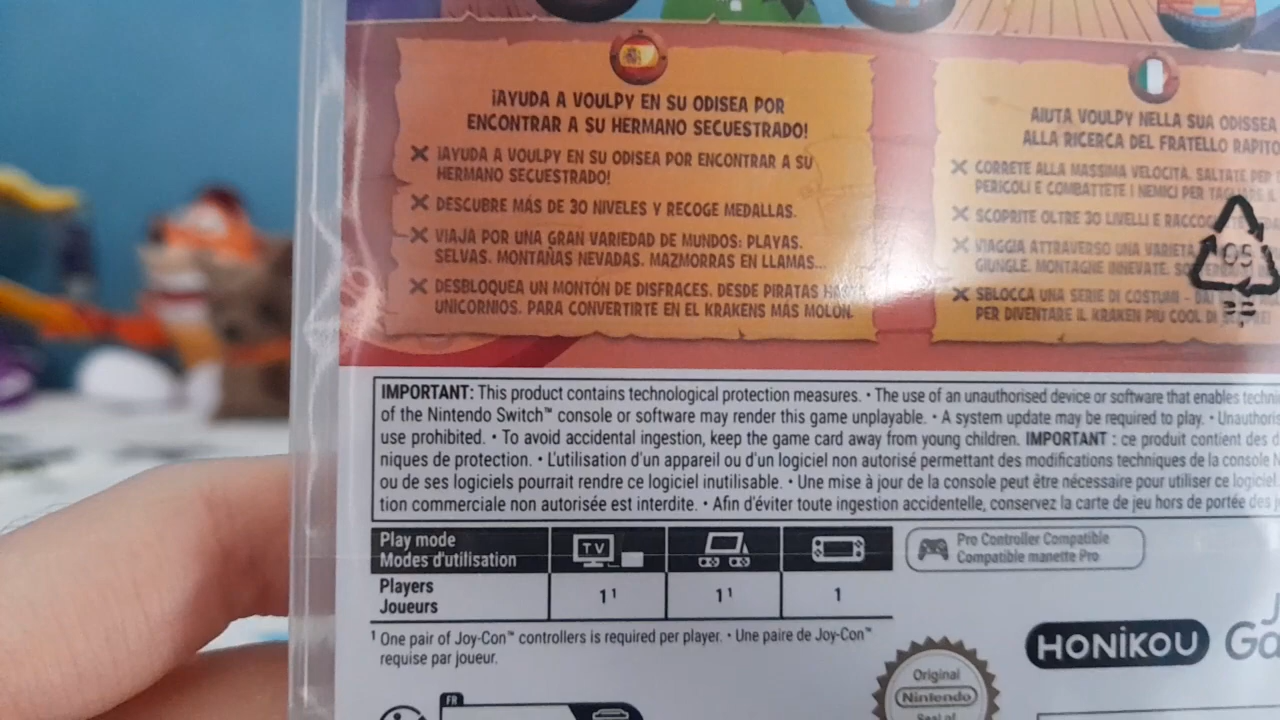 ¡AYUDA A VOULPY EN SU ODISEA POR
ENCONTRAR A SU HERMANO SECUESTRADO!
¡AYUDA A VOULPY EN SU ODISEA POR ENCONTRAR A SU
HERMANO SECUESTRADO!
DESCUBRE MÁS DE 30 NIVELES Y RECOGE MEDALLAS.
VIAJA POR UNA GRAN VARIEDAD DE MUNDOS: PLAYAS.
SELVAS. MONTAÑAS NEVADAS. MAZMORRAS EN LLAMAS...
DESBLOQUEA UN MONTÓN DE DISFRACES. DESDE PIRATAS HASTA
UNICORNIOS. PARA CONVERTIRTE EN EL KRAKENS MÁS MOLÓN.
AIUTA VOULPY NELLA SUA ODISSEA
ALLA RICERCA DEL FRATELLO RAPITO
CORRETE ALLA MASSIMA VELOCITÀ. SALTATE PER
PERICOLI E COMBATTETE I NEMICI PER
SCOPRITE OLTRE 30 LIVELLI E
VIAGGIA ATTRAVERSO UNA VARIETÀ
GIUNGLE. MONTAGNE INNEVATE.
SBLOCCA UNA SERIE DI COSTUMI -
PER DIVENTARE IL KRAKEN PIÙ COOL DI
05
PE
IMPORTANT: This product contains technological protection measures. • The use of an unauthorised device or software that enables techni
of the Nintendo Switch™ console or software may render this game unplayable. • A system update may be required to play. • Unauthoris
use prohibited. • To avoid accidental ingestion, keep the game card away from young children. IMPORTANT : ce produit contient des
niques de protection. • L'utilisation d'un appareil ou d'un logiciel non autorisé permettant des modifications techniques de la console N
ou de ses logiciels pourrait rendre ce logiciel inutilisable. • Une mise à jour de la console peut être nécessaire pour utiliser ce logiciel.
tion commerciale non autorisée est interdite. • Afin d'éviter toute ingestion accidentelle, conservez la carte de jeu hors de portée des
Play mode
Modes d'utilisation
TV
Players
Joueurs
1¹
1¹
1
Pro Controller Compatible
Compatible manette Pro
¹ One pair of Joy-Con™ controllers is required per player. • Une paire de Joy-Con™
requise par joueur.
HONİKOU
Original
Nintendo
Seal of
FR